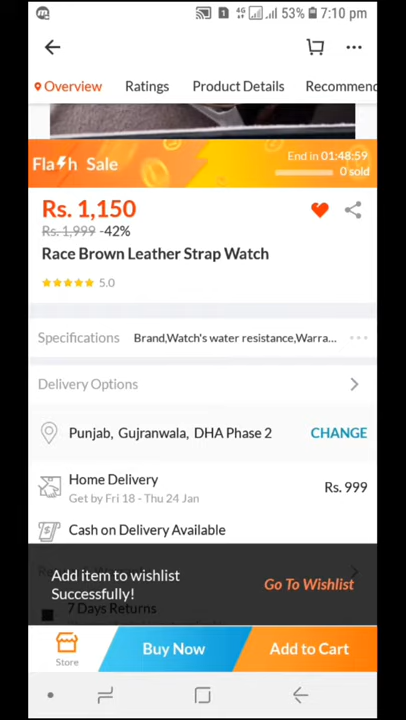 53% 7:10 pm
Overview Ratings Product Details Recommend
Flash Sale
End in 01:48:59
0 sold
Rs. 1,150
Rs. 1,999 -42%
Race Brown Leather Strap Watch
5.0
Specifications Brand,Watch's water resistance,Warra...
Delivery Options
Punjab, Gujranwala, DHA Phase 2 CHANGE
Home Delivery
Rs. 999
Get by Fri 18 - Thu 24 Jan
Cash on Delivery Available
Add item to wishlist
Successfully!
Go To Wishlist
7 Days Returns
Store
Buy Now
Add to Cart